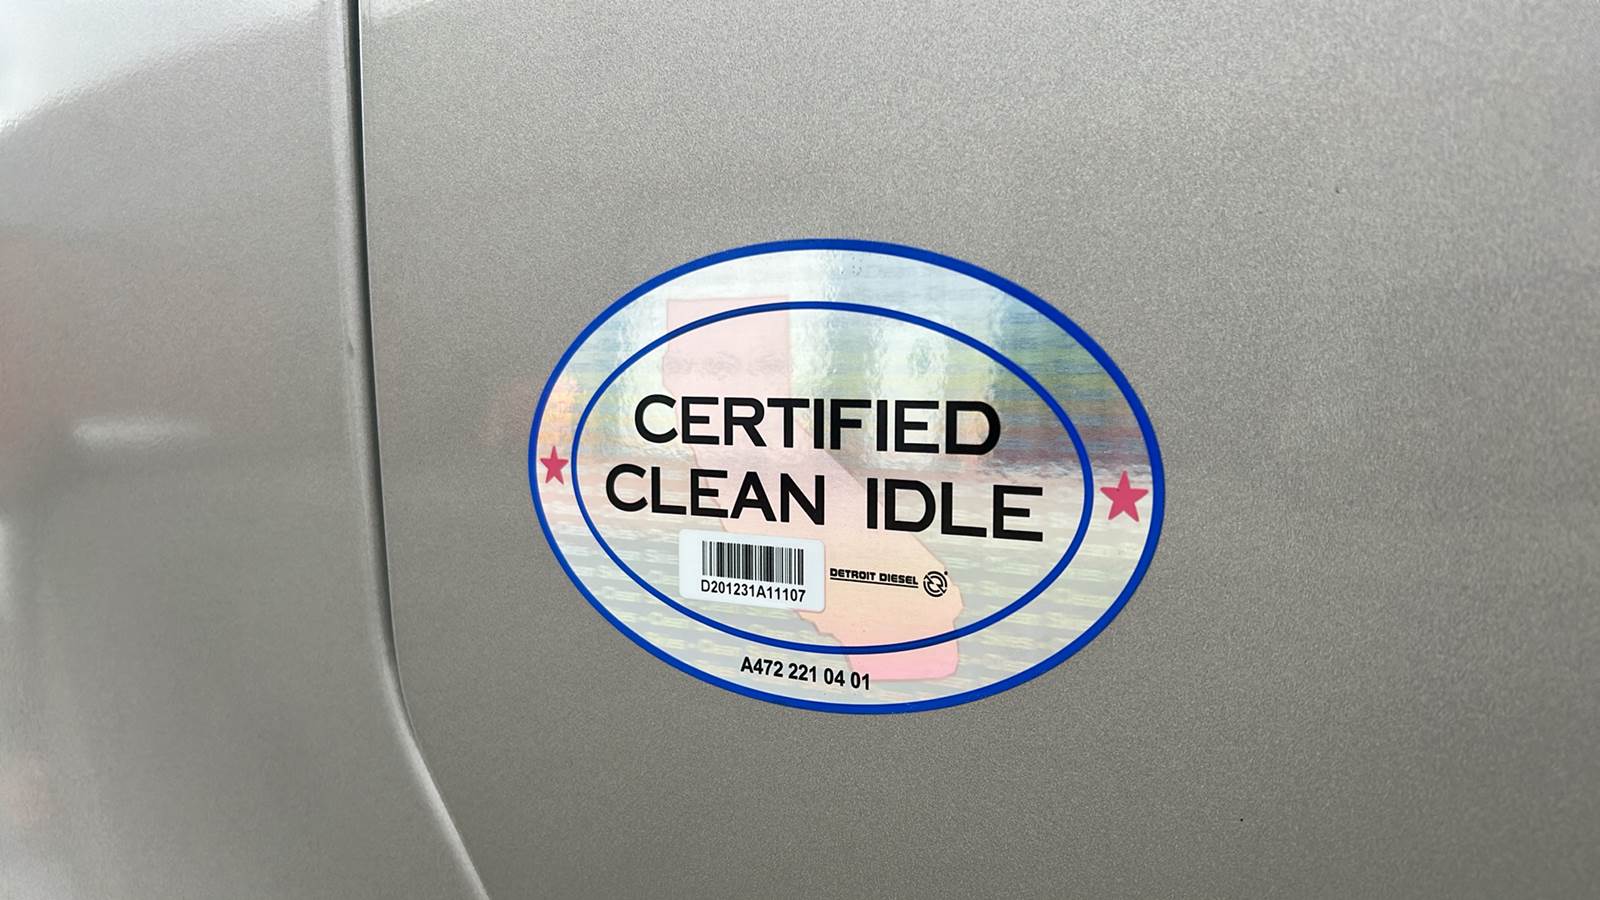 CERTIFIED
CLEAN IDLE
D201231A11107
DETROIT DIESEL
A472 221 04 01